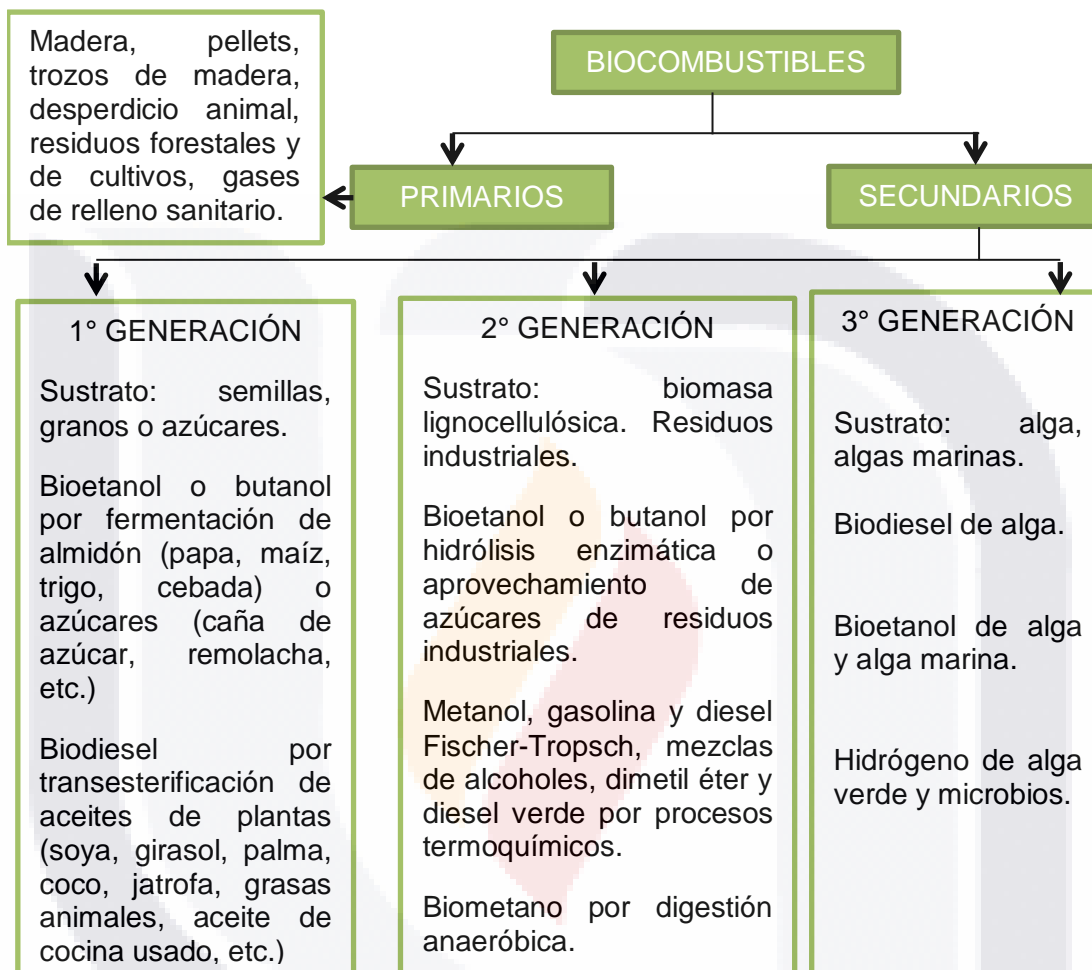 Madera, pellets,
trozos de madera,
desperdicio animal,
residuos forestales y
de cultivos, gases
de relleno sanitario.
BIOCOMBUSTIBLES
PRIMARIOS
SECUNDARIOS
1° GENERACIÓN
Sustrato: semillas,
granos o azúcares.
Bioetanol o butanol
por fermentación de
almidón (papa, maíz,
trigo, cebada) o
azúcares (caña de
azúcar, remolacha,
etc.)
Biodiesel por
transesterificación de
aceites de plantas
(soya, girasol, palma,
coco, jatrofa, grasas
animales, aceite de
cocina usado, etc.)
2° GENERACIÓN
Sustrato: biomasa
lignocellulósica. Residuos
industriales.
Bioetanol o butanol por
hidrólisis enzimática o
aprovechamiento de
azúcares de residuos
industriales.
Metanol, gasolina y diesel
Fischer-Tropsch, mezclas
de alcoholes, dimetil éter y
diesel verde por procesos
termoquímicos.
Biometano por digestión
anaeróbica.
3° GENERACIÓN
Sustrato: alga,
algas marinas.
Biodiesel de alga.
Bioetanol de alga
y alga marina.
Hidrógeno de alga
verde y microbios.